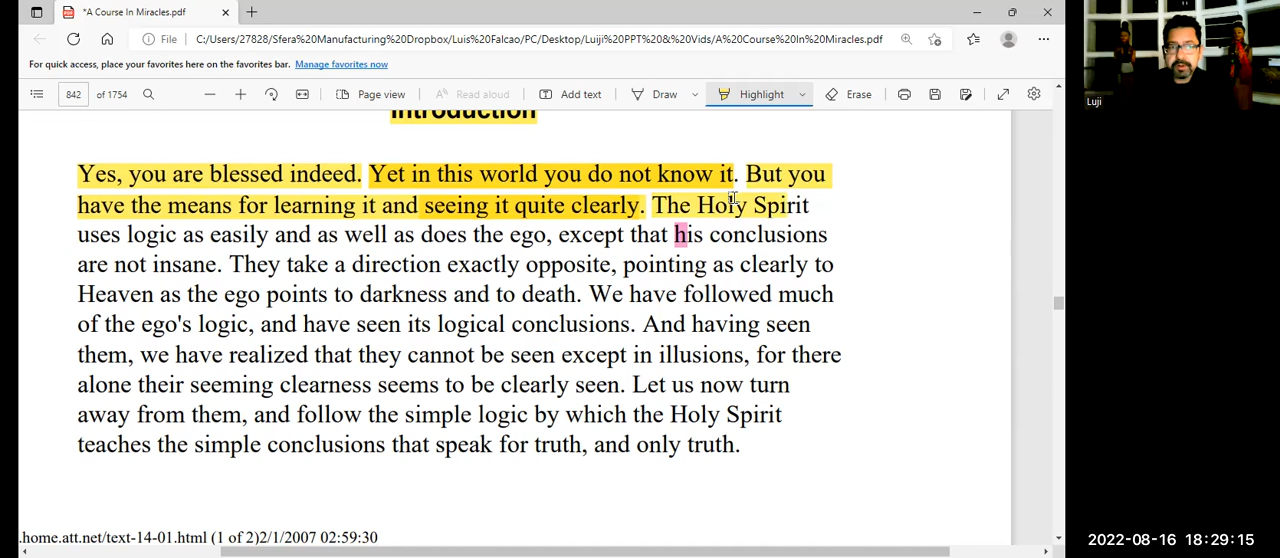 *A Course In Miracles.pdf
File C:/Users/27828/Sfera%20Manufacturing%20Dropbox/Luis%20Falcao/PC/Desktop/Luiji%20PPT%20&%20Vids/A%20Course%20In%20Miracles.pdf
For quick access, place your favorites here on the favorites bar. Manage favorites now
842 of 1754 Page view Read aloud Add text Draw Highlight Erase
Introduction
Yes, you are blessed indeed. Yet in this world you do not know it. But you
have the means for learning it and seeing it quite clearly. The Holy Spirit
uses logic as easily and as well as does the ego, except that his conclusions
are not insane. They take a direction exactly opposite, pointing as clearly to
Heaven as the ego points to darkness and to death. We have followed much
of the ego's logic, and have seen its logical conclusions. And having seen
them, we have realized that they cannot be seen except in illusions, for there
alone their seeming clearness seems to be clearly seen. Let us now turn
away from them, and follow the simple logic by which the Holy Spirit
teaches the simple conclusions that speak for truth, and only truth.
.home.att.net/text-14-01.html (1 of 2)2/1/2007 02:59:30
Luji
2022-08-16 18:29:15